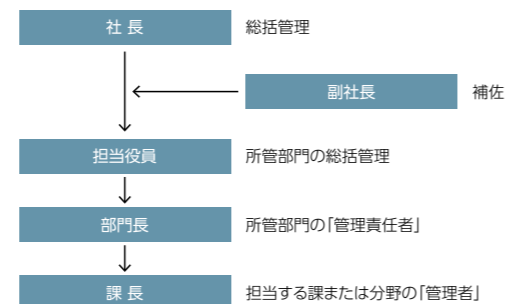 社 長 総括管理
副社長 補佐
担当役員 所管部門の総括管理
部門長 所管部門の「管理責任者」
課 長 担当する課または分野の「管理者」